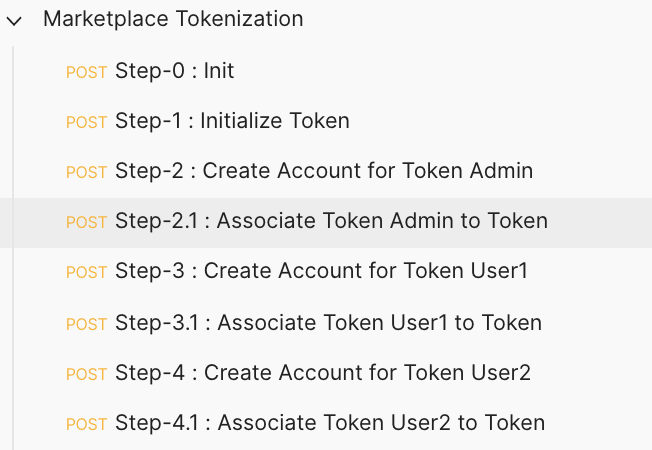 Marketplace Tokenization
POST Step-0 : Init
POST Step-1 : Initialize Token
POST Step-2 : Create Account for Token Admin
POST Step-2.1 : Associate Token Admin to Token
POST Step-3 : Create Account for Token User1
POST Step-3.1 : Associate Token User1 to Token
POST Step-4 : Create Account for Token User2
POST Step-4.1 : Associate Token User2 to Token